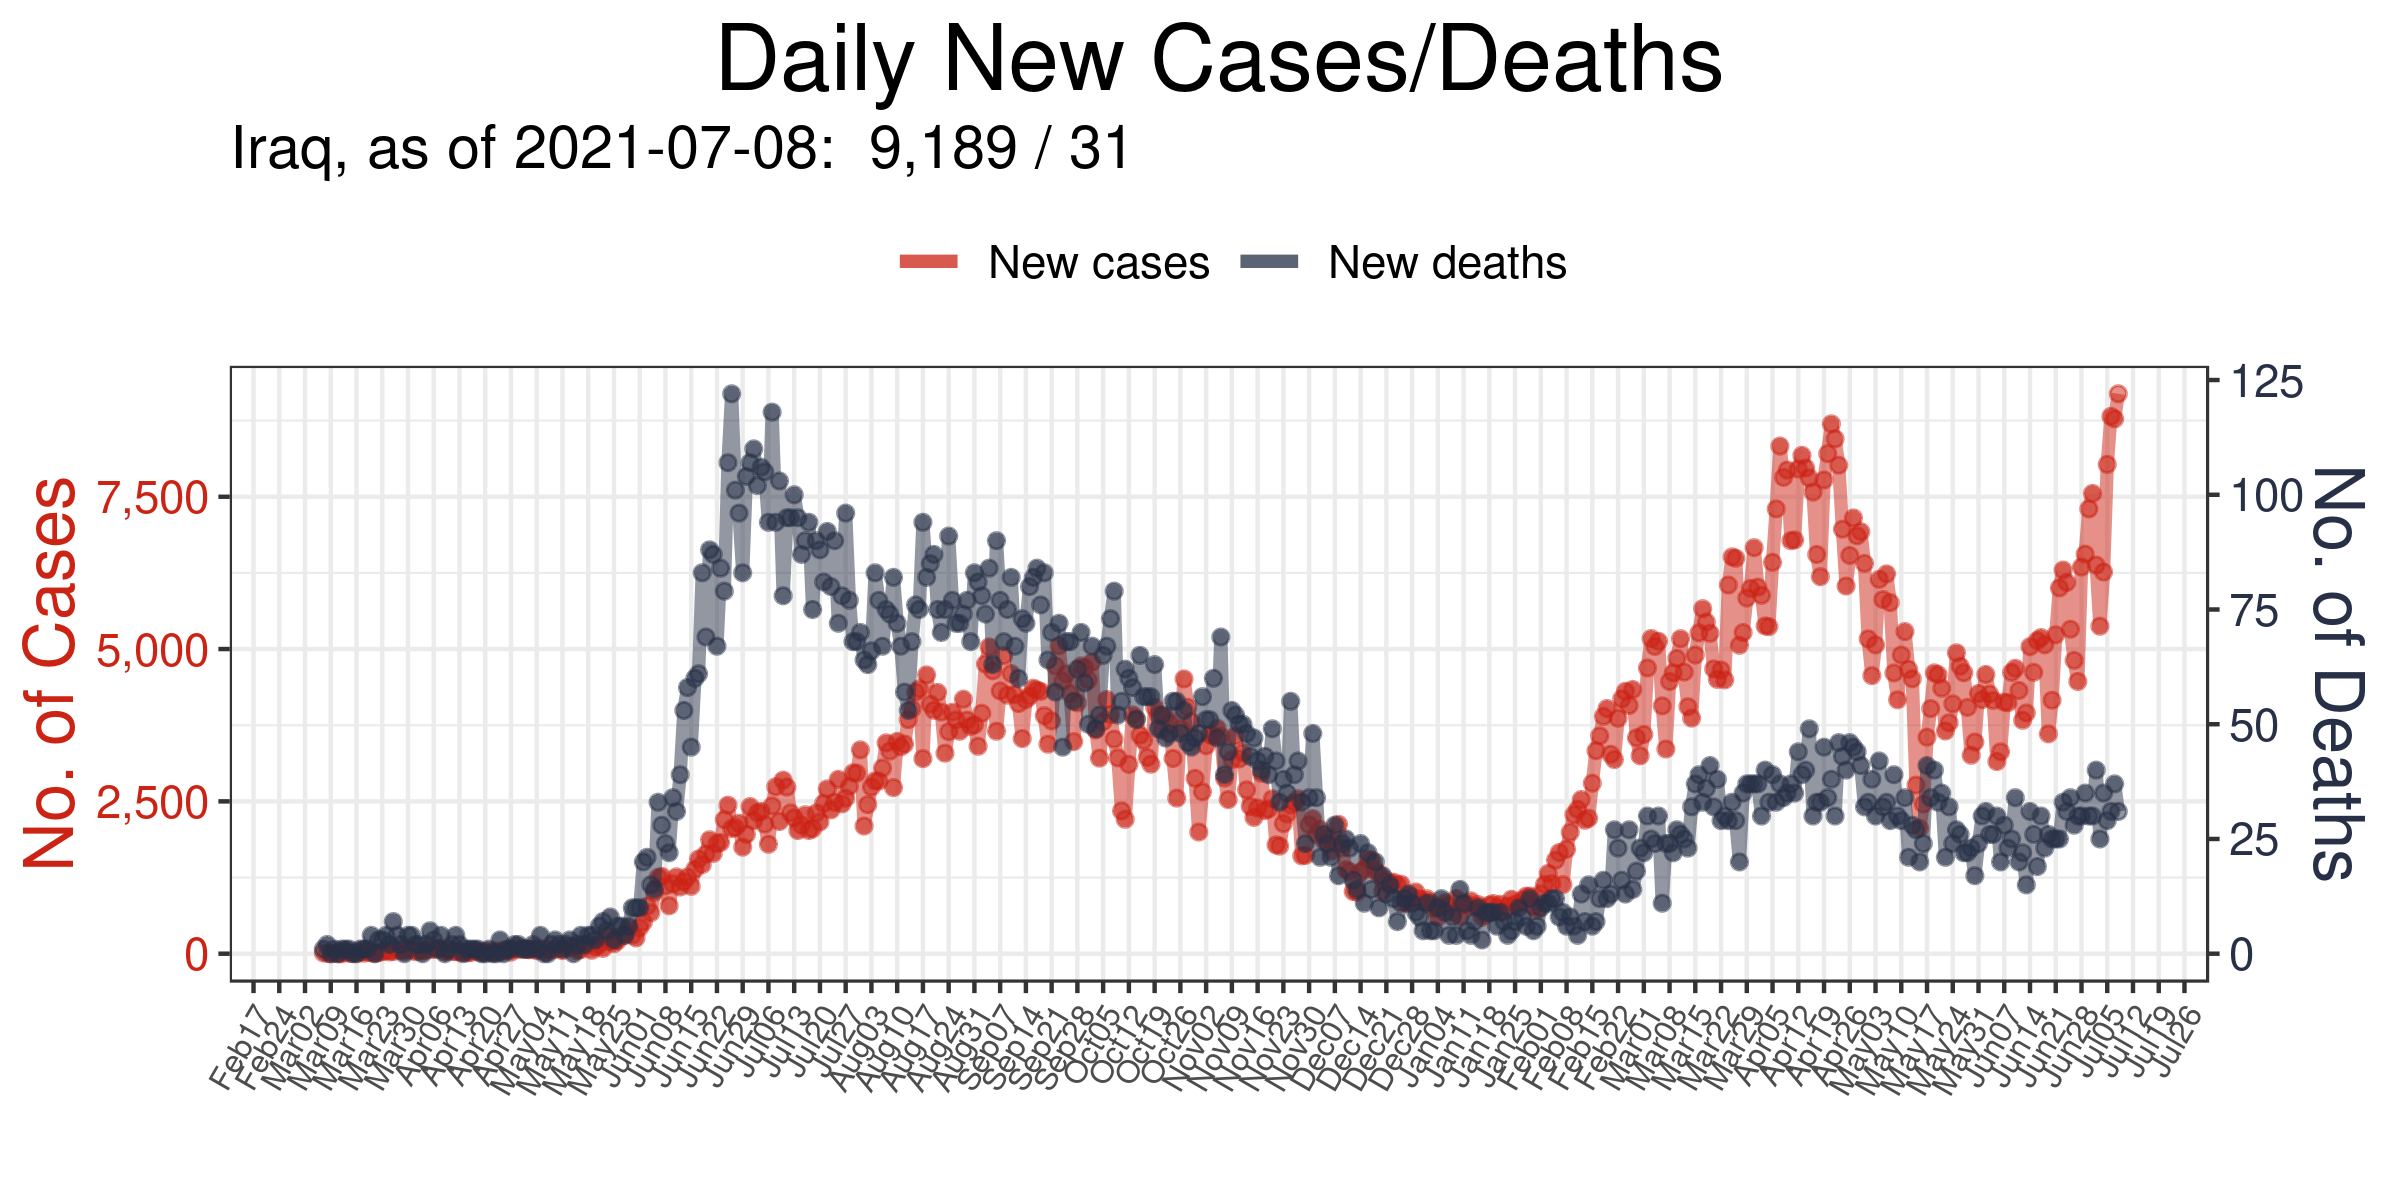 Daily New Cases/Deaths
Iraq, as of 2021-07-08:  9,189 / 31
New cases
New deaths
No. of Cases
7,500
5,000
2,500
0
125
100
75
50
25
0
No. of Deaths
Feb17
Feb24
Mar02
Mar09
Mar16
Mar23
Mar30
Apr06
Apr13
Apr20
Apr27
May04
May11
May18
May25
Jun01
Jun08
Jun15
Jun22
Jun29
Jul06
Jul13
Jul20
Jul27
Aug03
Aug10
Aug17
Aug24
Aug31
Sep07
Sep14
Sep21
Sep28
Oct05
Oct12
Oct19
Oct26
Nov02
Nov09
Nov16
Nov23
Nov30
Dec07
Dec14
Dec21
Dec28
Jan04
Jan11
Jan18
Jan25
Feb01
Feb08
Feb15
Feb22
Mar01
Mar08
Mar15
Mar22
Mar29
Apr05
Apr12
Apr19
Apr26
May03
May10
May17
May24
May31
Jun07
Jun14
Jun21
Jun28
Jul05
Jul12
Jul19
Jul26